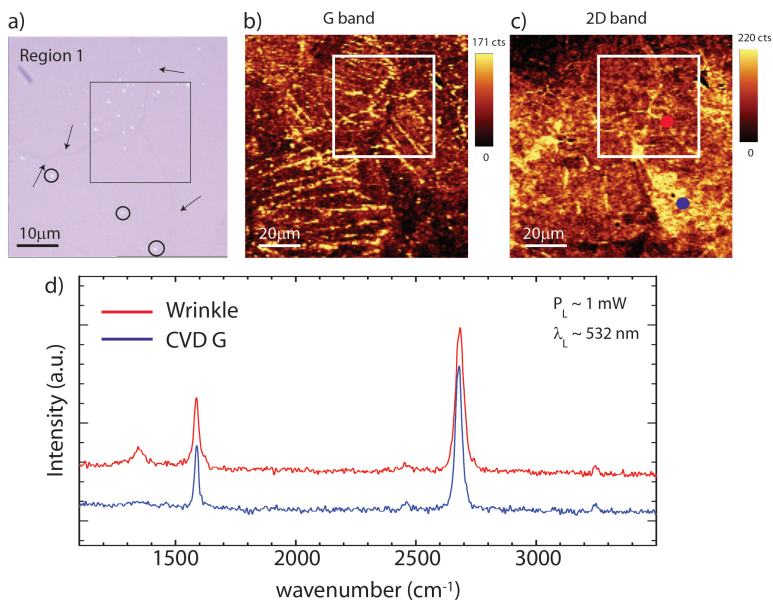 a)
Region 1
10μm
b)
G band
171 cts
0
20μm
c)
2D band
220 cts
0
20μm
d)
Wrinkle
CVD G
P_L ~ 1 mW
λ_L ~ 532 nm
Intensity (a.u.)
1500 2000 2500 3000
wavenumber (cm⁻¹)